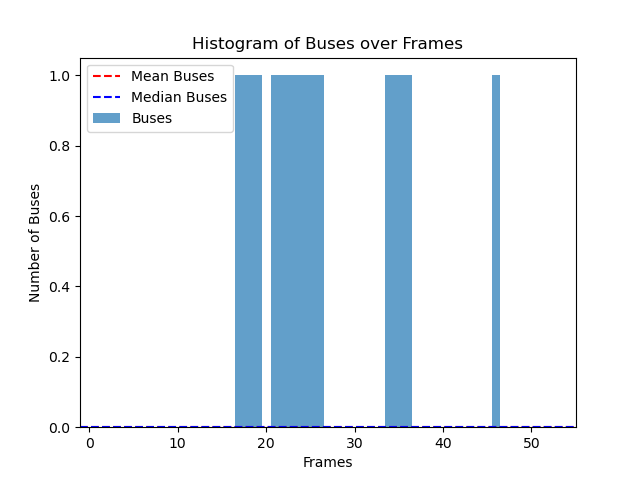 Histogram of Buses over Frames
Mean Buses
Median Buses
Buses
1.0
0.8
0.6
0.4
0.2
0.0
Number of Buses
0 10 20 30 40 50
Frames